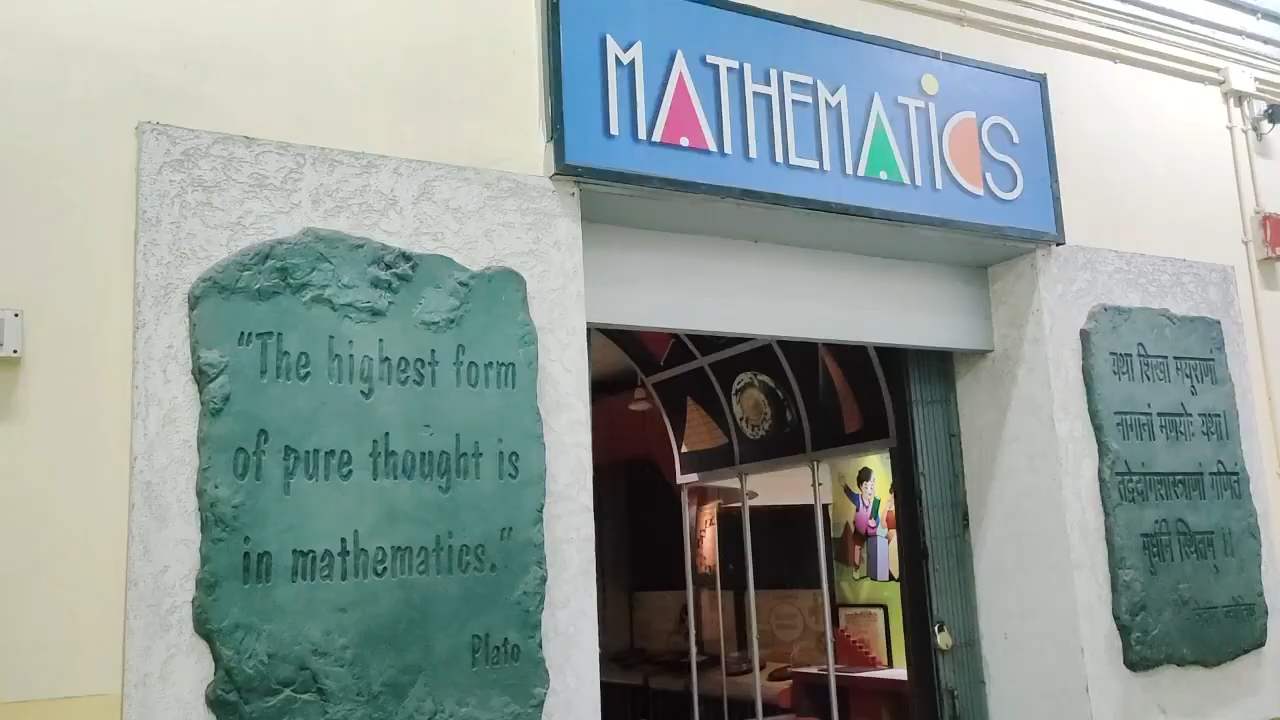 MATHEMATICS
"The highest form
of pure thought is
in mathematics."
Plato
यथा शिखा मयूराणां
नागानां मणयोः यथा।
तद्वेदांगशास्त्राणां गणितं
मूर्धनि स्थितम् ।।